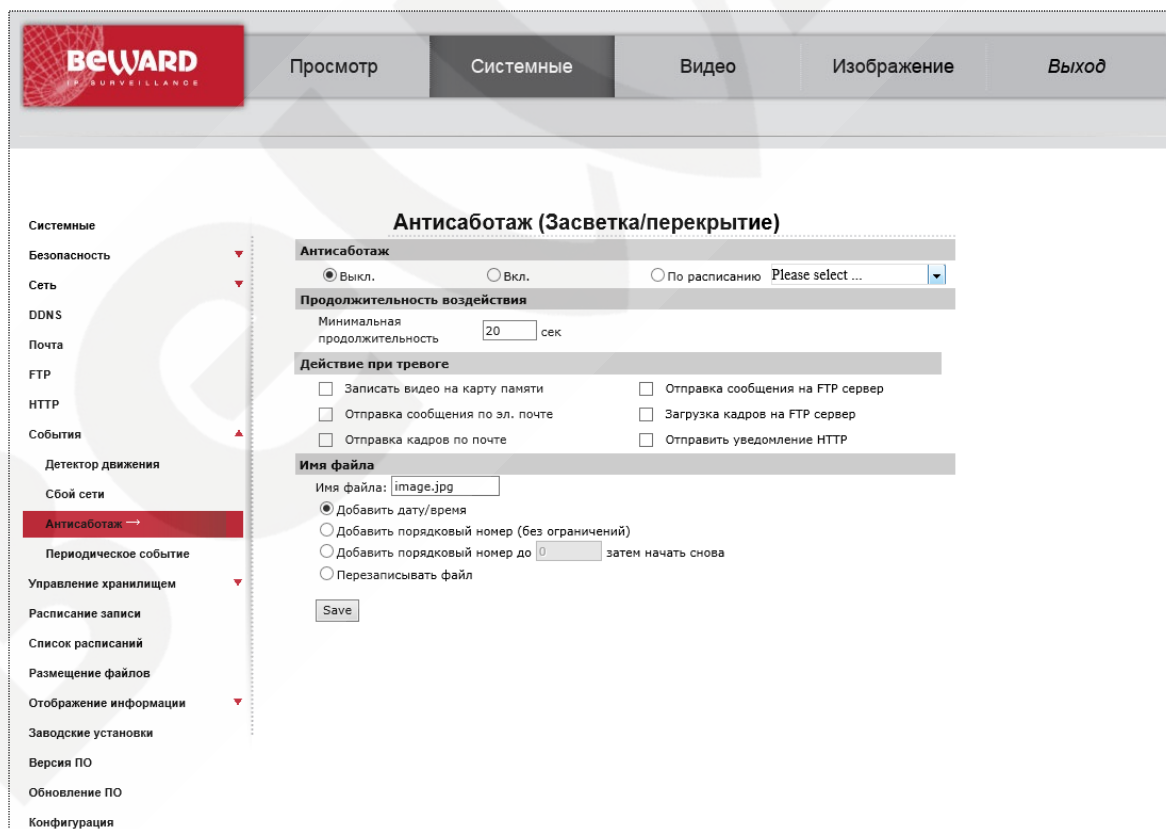 BEWARD
IP SURVEILLANCE
Просмотр
Системные
Видео
Изображение
Выход
Системные
Безопасность
Сеть
DDNS
Почта
FTP
HTTP
События
Детектор движения
Сбой сети
Антисаботаж →
Периодическое событие
Управление хранилищем
Расписание записи
Список расписаний
Размещение файлов
Отображение информации
Заводские установки
Версия ПО
Обновление ПО
Конфигурация
Антисаботаж (Засветка/перекрытие)
Антисаботаж
Выкл. Вкл. По расписанию Please select ...
Продолжительность воздействия
Минимальная
продолжительность 20 сек
Действие при тревоге
Записать видео на карту памяти Отправка сообщения на FTP сервер
Отправка сообщения по эл. почте Загрузка кадров на FTP сервер
Отправка кадров по почте Отправить уведомление HTTP
Имя файла
Имя файла: image.jpg
Добавить дату/время
Добавить порядковый номер (без ограничений)
Добавить порядковый номер до 0 затем начать снова
Перезаписывать файл
Save